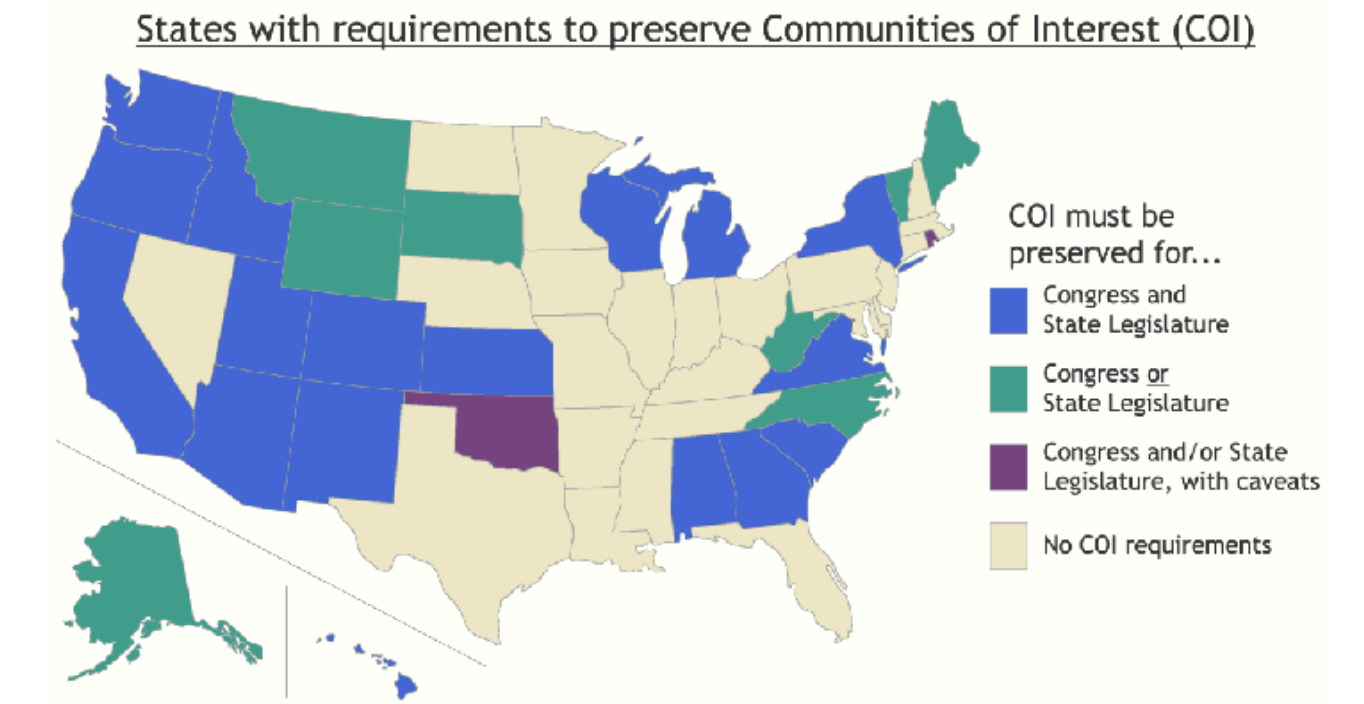 States with requirements to preserve Communities of Interest (COI)
COI must be
preserved for...
Congress and
State Legislature
Congress or
State Legislature
Congress and/or State
Legislature, with caveats
No COI requirements